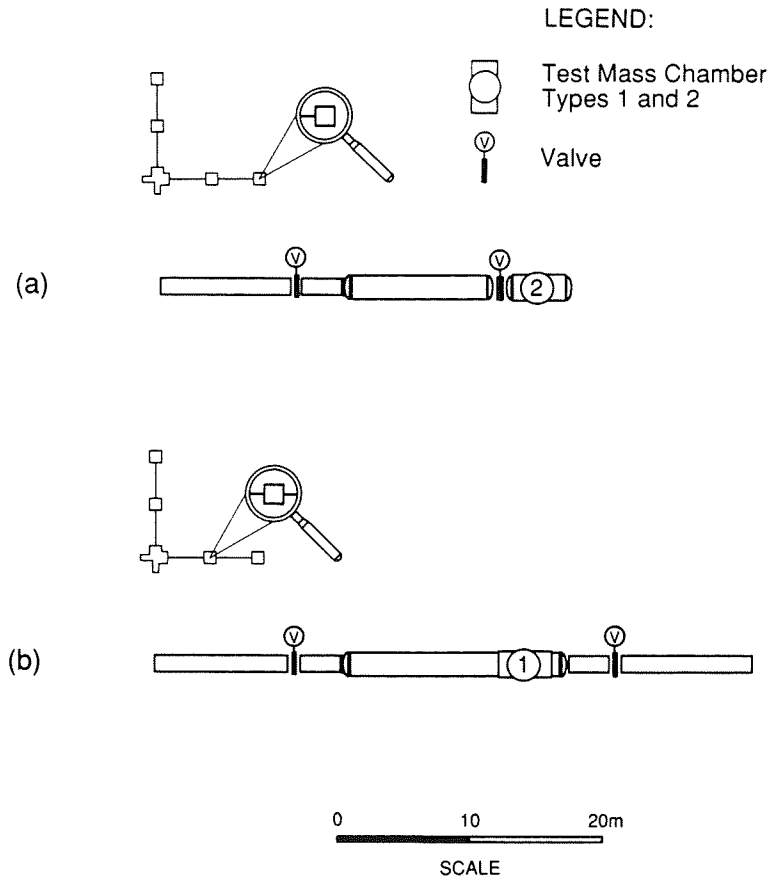 LEGEND:
Test Mass Chamber
Types 1 and 2
V
Valve
(a)
V
V
2
(b)
V
V
1
0 10 20m
SCALE